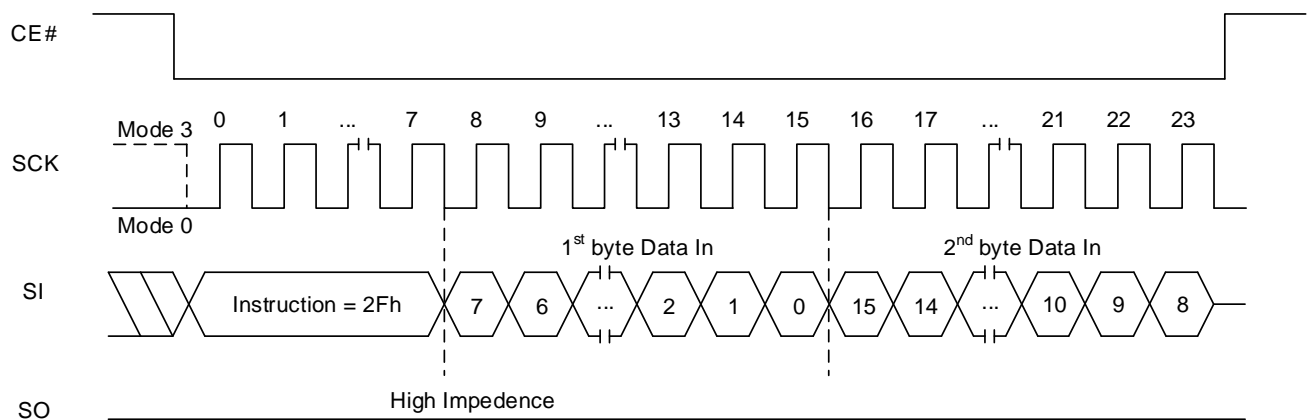 CE#
0 1 ... 7 8 9 ... 13 14 15 16 17 ... 21 22 23
Mode 3
SCK
Mode 0
1st byte Data In 2nd byte Data In
SI Instruction = 2Fh 7 6 ... 2 1 0 15 14 ... 10 9 8
High Impedence
SO